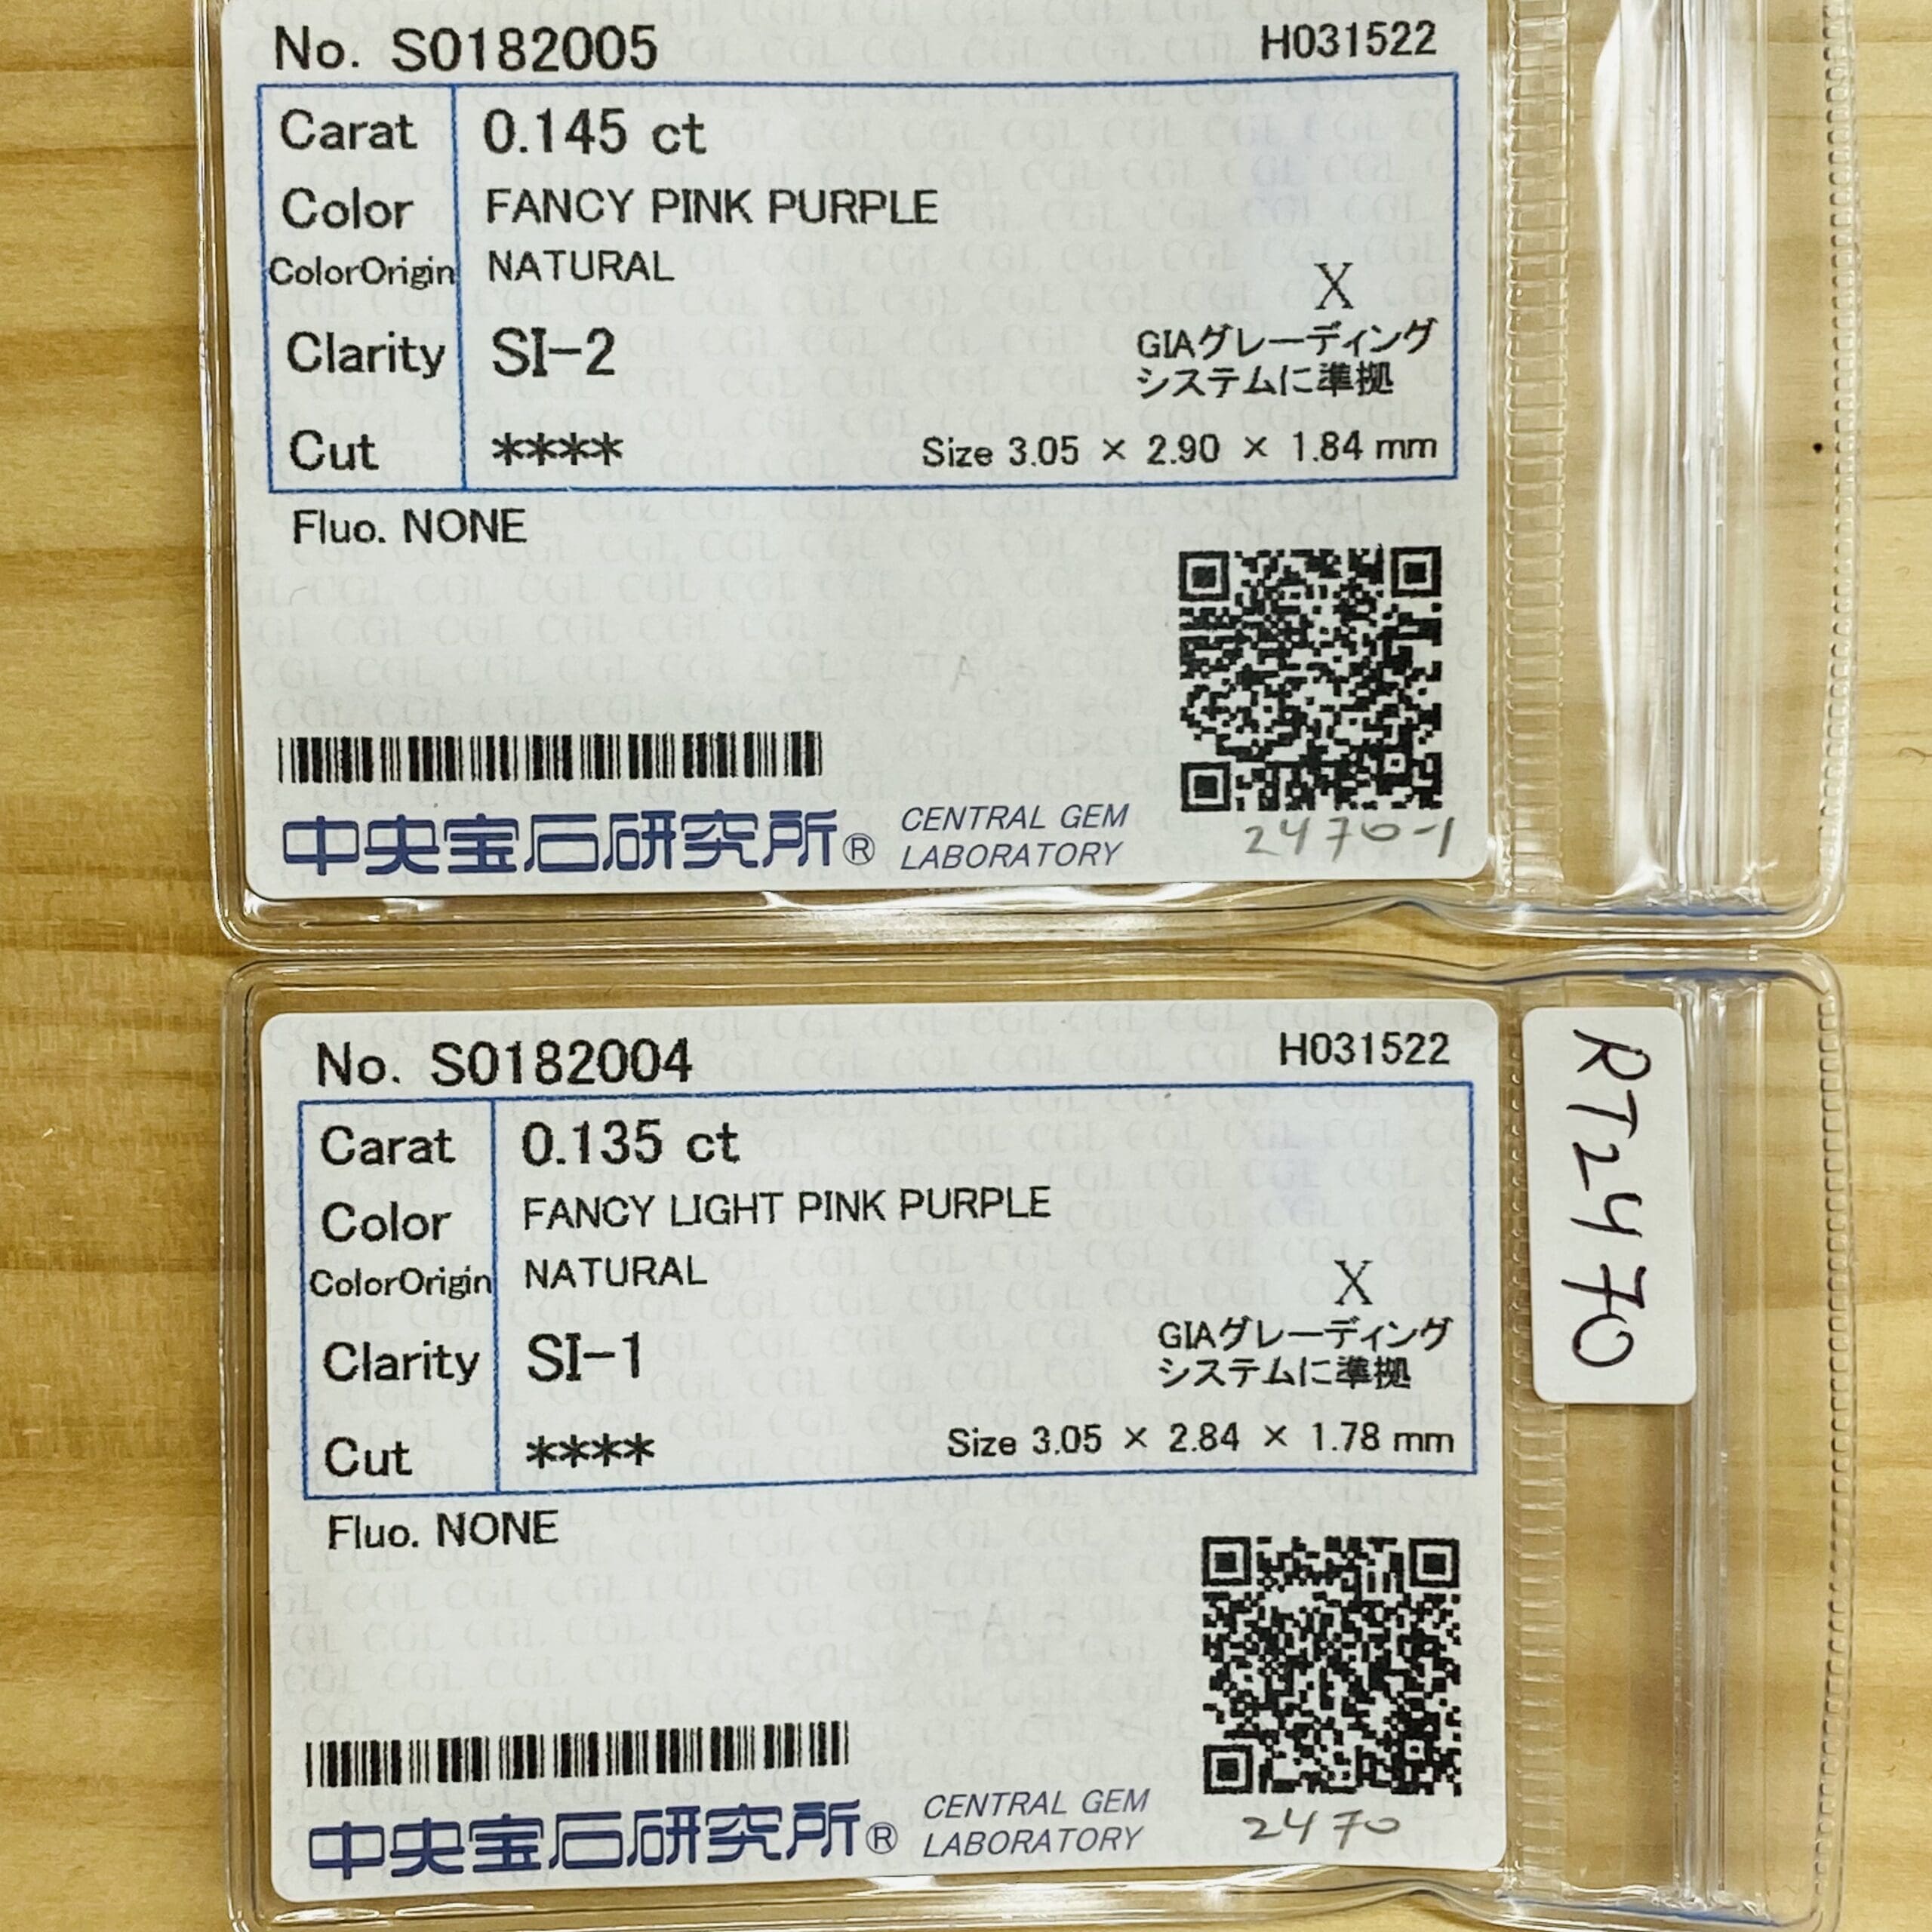 No. S0182005 H031522
Carat 0.145 ct
Color FANCY PINK PURPLE
ColorOrigin NATURAL
X
Clarity SI-2
GIAグレーディング
システムに準拠
Cut **** Size 3.05 × 2.90 × 1.84 mm
Fluo. NONE
中央宝石研究所® CENTRAL GEM
LABORATORY
2470-1
No. S0182004 H031522
Carat 0.135 ct
Color FANCY LIGHT PINK PURPLE
ColorOrigin NATURAL
X
Clarity SI-1
GIAグレーディング
システムに準拠
Cut **** Size 3.05 × 2.84 × 1.78 mm
Fluo. NONE
2470
中央宝石研究所® CENTRAL GEM
LABORATORY
RT2470